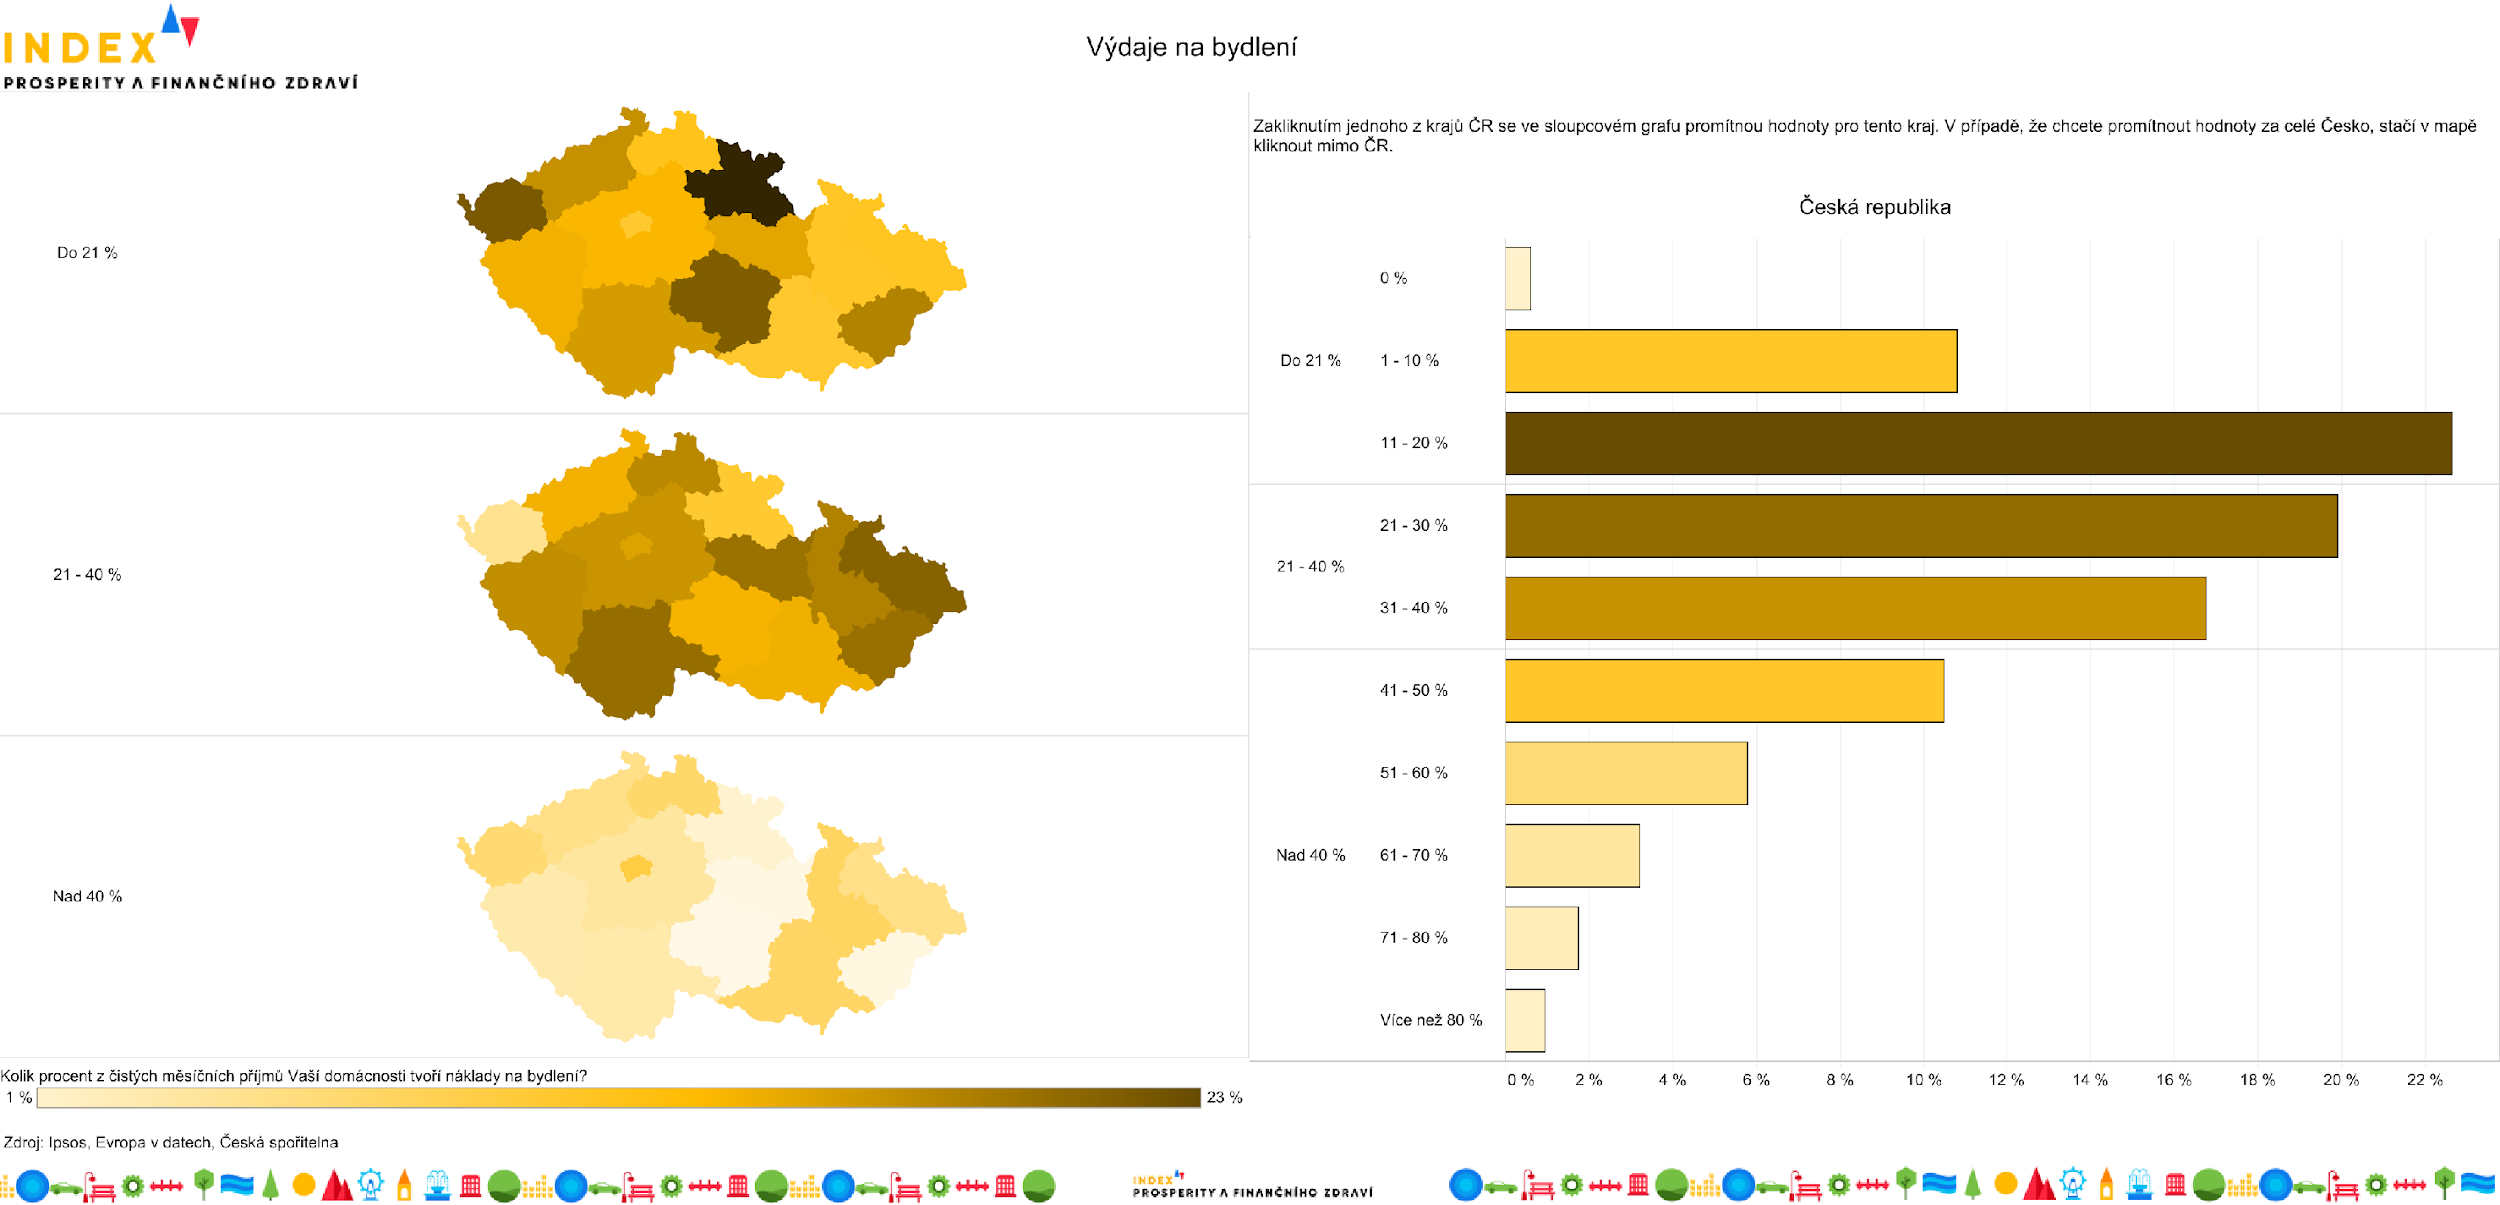 INDEX
PROSPERITY A FINANČNÍHO ZDRAVÍ
Výdaje na bydlení
Zakliknutím jednoho z krajů ČR se ve sloupcovém grafu promítnou hodnoty pro tento kraj. V případě, že chcete promítnout hodnoty za celé Česko, stačí v mapě
kliknout mimo ČR.
Česká republika
Do 21 %
21 - 40 %
Nad 40 %
0 %
Do 21 % 1 - 10 %
11 - 20 %
21 - 30 %
21 - 40 %
31 - 40 %
41 - 50 %
51 - 60 %
Nad 40 % 61 - 70 %
71 - 80 %
Více než 80 %
0 % 2 % 4 % 6 % 8 % 10 % 12 % 14 % 16 % 18 % 20 % 22 %
Kolik procent z čistých měsíčních příjmů Vaší domácnosti tvoří náklady na bydlení?
1 % 23 %
Zdroj: Ipsos, Evropa v datech, Česká spořitelna
INDEX
PROSPERITY A FINANČNÍHO ZDRAVÍ